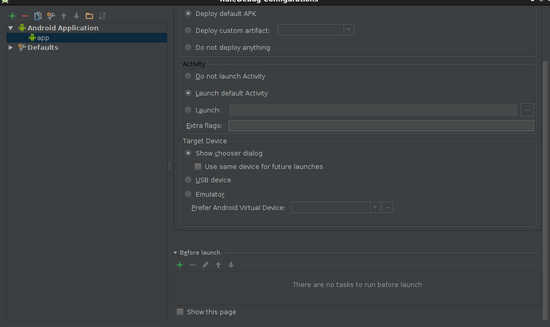 Run/Debug Configurations
Android Application
app
Defaults
Deploy default APK
Deploy custom artifact:
Do not deploy anything
Activity
Do not launch Activity
Launch default Activity
Launch:
...
Extra flags:
Target Device
Show chooser dialog
Use same device for future launches
USB device
Emulator
Prefer Android Virtual Device:
...
Before launch
There are no tasks to run before launch
Show this page